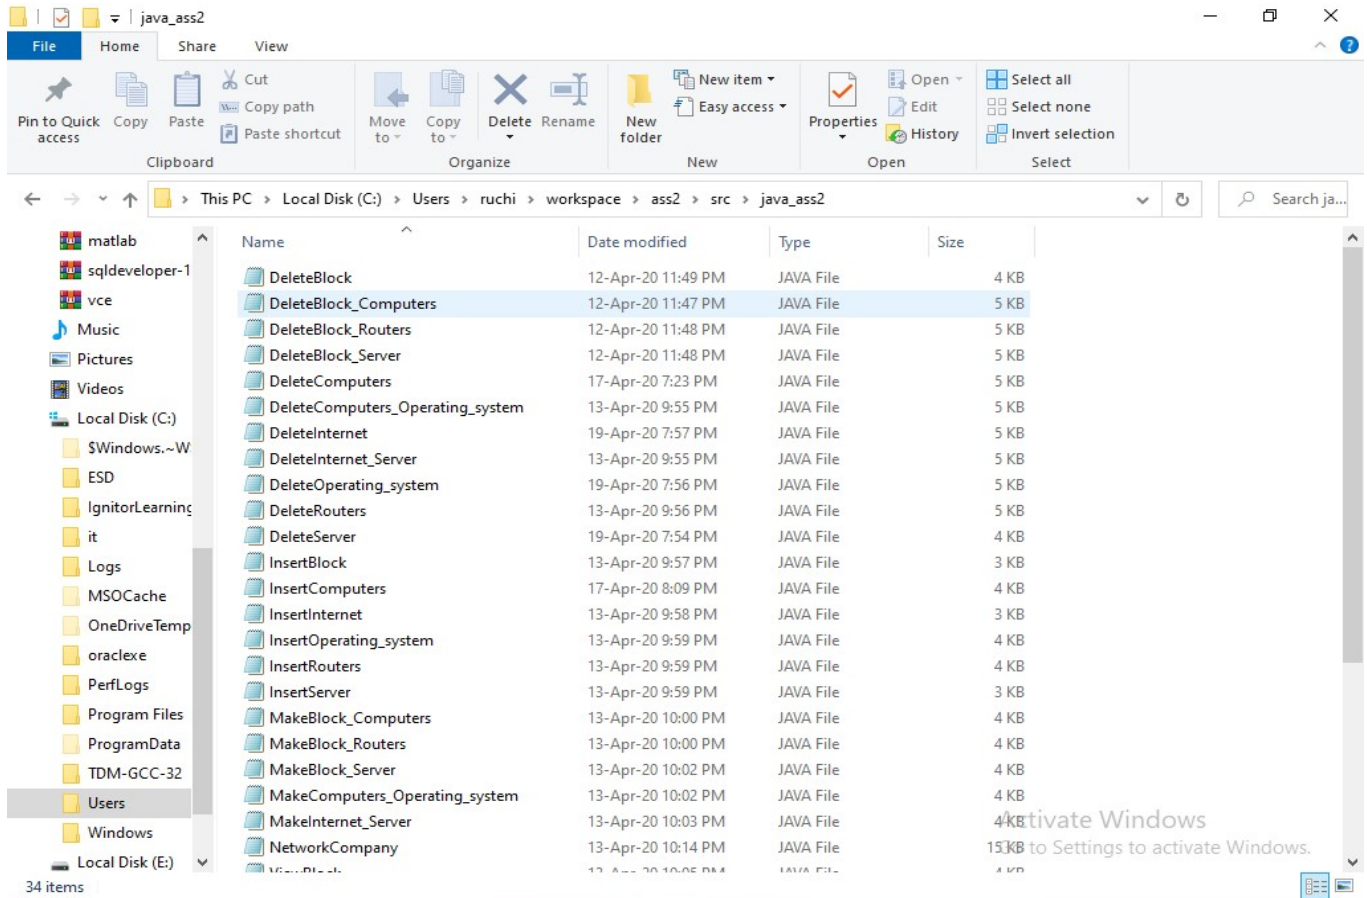 java_ass2
File Home Share View
Pin to Quick access
Copy
Paste
Cut
Copy path
Paste shortcut
Clipboard
Move to
Copy to
Delete
Rename
Organize
New folder
New item
Easy access
New
Properties
Open
Edit
History
Open
Select all
Select none
Invert selection
Select
This PC > Local Disk (C:) > Users > ruchi > workspace > ass2 > src > java_ass2
Search ja...
matlab
sqldeveloper-1
vce
Music
Pictures
Videos
Local Disk (C:)
$Windows.~W
ESD
IgnitorLearning
it
Logs
MSOCache
OneDriveTemp
oraclexe
PerfLogs
Program Files
ProgramData
TDM-GCC-32
Users
Windows
Local Disk (E:)
Name Date modified Type Size
DeleteBlock 12-Apr-20 11:49 PM JAVA File 4 KB
DeleteBlock_Computers 12-Apr-20 11:47 PM JAVA File 5 KB
DeleteBlock_Routers 12-Apr-20 11:48 PM JAVA File 5 KB
DeleteBlock_Server 12-Apr-20 11:48 PM JAVA File 5 KB
DeleteComputers 17-Apr-20 7:23 PM JAVA File 5 KB
DeleteComputers_Operating_system 13-Apr-20 9:55 PM JAVA File 5 KB
DeleteInternet 19-Apr-20 7:57 PM JAVA File 5 KB
DeleteInternet_Server 13-Apr-20 9:55 PM JAVA File 5 KB
DeleteOperating_system 19-Apr-20 7:56 PM JAVA File 5 KB
DeleteRouters 13-Apr-20 9:56 PM JAVA File 5 KB
DeleteServer 19-Apr-20 7:54 PM JAVA File 4 KB
InsertBlock 13-Apr-20 9:57 PM JAVA File 3 KB
InsertComputers 17-Apr-20 8:09 PM JAVA File 4 KB
InsertInternet 13-Apr-20 9:58 PM JAVA File 3 KB
InsertOperating_system 13-Apr-20 9:59 PM JAVA File 4 KB
InsertRouters 13-Apr-20 9:59 PM JAVA File 4 KB
InsertServer 13-Apr-20 9:59 PM JAVA File 3 KB
MakeBlock_Computers 13-Apr-20 10:00 PM JAVA File 4 KB
MakeBlock_Routers 13-Apr-20 10:00 PM JAVA File 4 KB
MakeBlock_Server 13-Apr-20 10:02 PM JAVA File 4 KB
MakeComputers_Operating_system 13-Apr-20 10:02 PM JAVA File 4 KB
MakeInternet_Server 13-Apr-20 10:03 PM JAVA File 4 KB
NetworkCompany 13-Apr-20 10:14 PM JAVA File 15 KB
Activate Windows
Go to Settings to activate Windows.
34 items